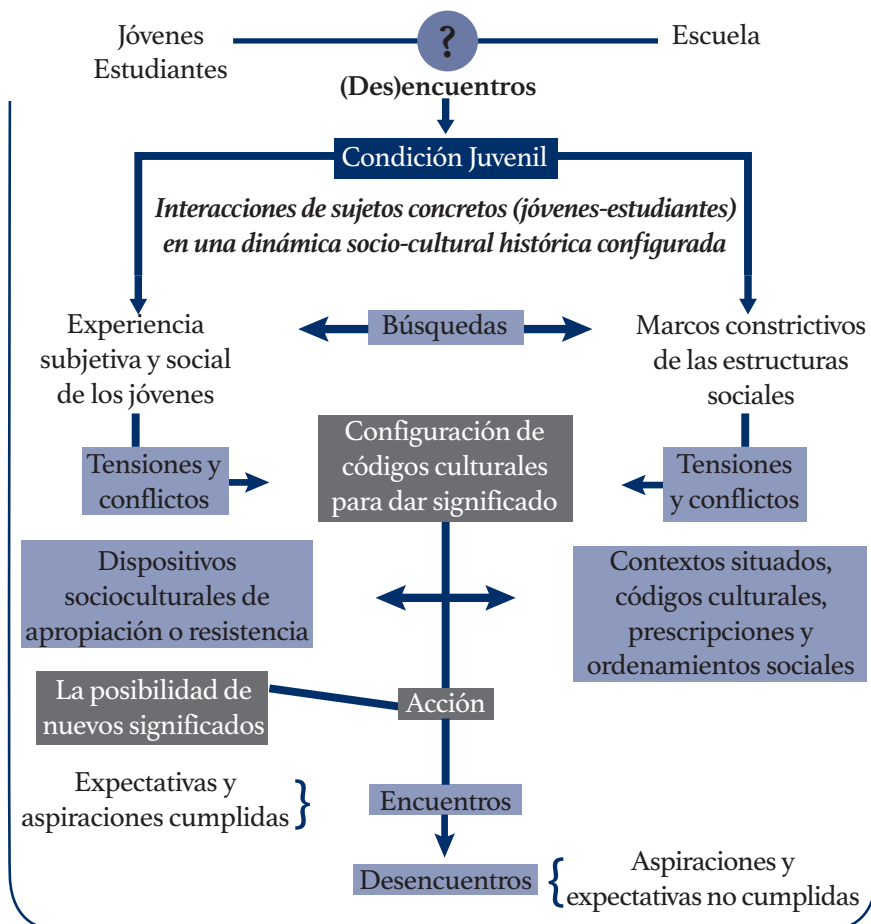 Jóvenes
Estudiantes
?
Escuela
(Des)encuentros
Condición Juvenil
Interacciones de sujetos concretos (jóvenes-estudiantes)
en una dinámica socio-cultural histórica configurada
Experiencia
subjetiva y social
de los jóvenes
Búsquedas
Marcos constrictivos
de las estructuras
sociales
Tensiones y
conflictos
Configuración de
códigos culturales
para dar significado
Tensiones
y conflictos
Dispositivos
socioculturales de
apropiación o resistencia
Contextos situados,
códigos culturales,
prescripciones y
ordenamientos sociales
La posibilidad de
nuevos significados
Acción
Expectativas y
aspiraciones cumplidas
}
Encuentros
Desencuentros
{
Aspiraciones y
expectativas no cumplidas